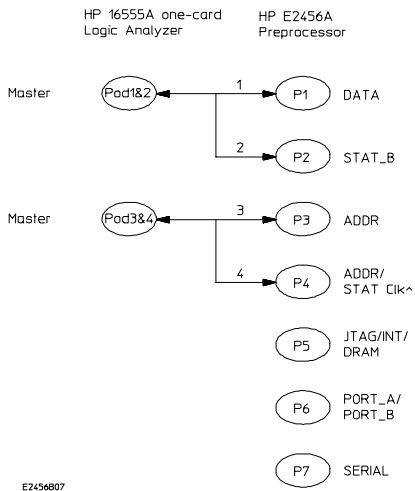 HP 16555A one-card
Logic Analyzer
HP E2456A
Preprocessor
Master
Pod1&2
1
P1
DATA
2
P2
STAT_B
Master
Pod3&4
3
P3
ADDR
4
P4
ADDR/
STAT Clk^
P5
JTAG/INT/
DRAM
P6
PORT_A/
PORT_B
P7
SERIAL
E2456B07